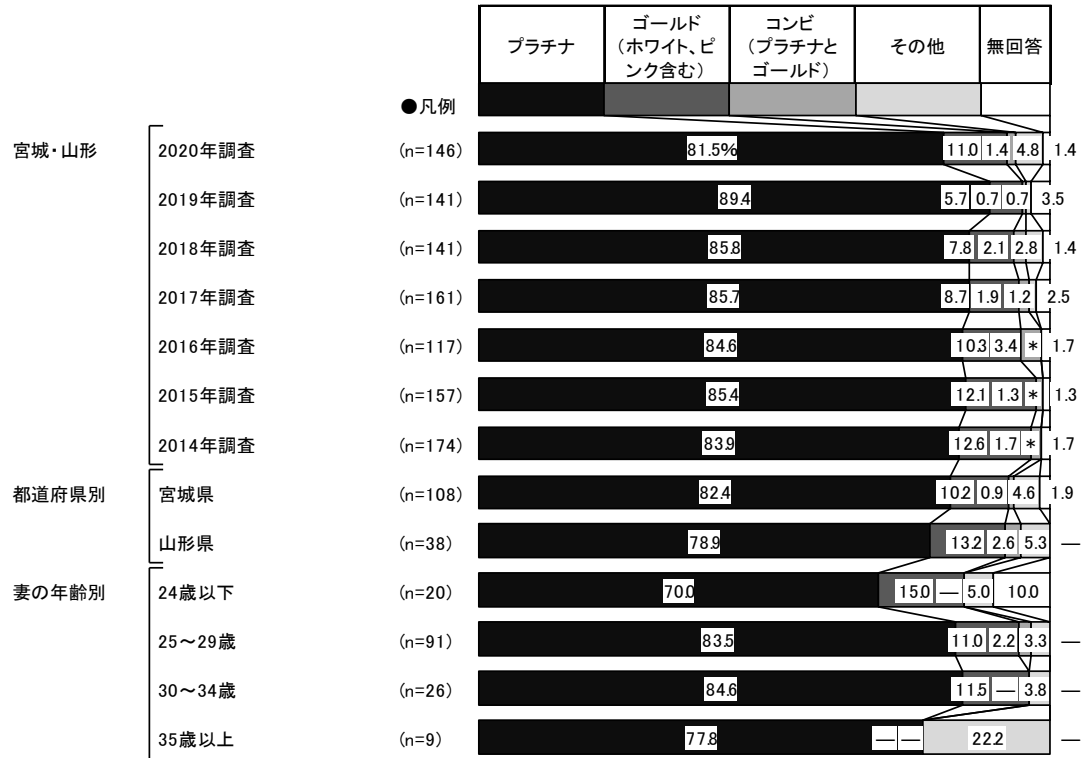 プラチナ ゴールド（ホワイト、ピンク含む） コンビ（プラチナとゴールド） その他 無回答
●凡例
宮城・山形 2020年調査 (n=146) 81.5% 11.0 1.4 4.8 1.4
2019年調査 (n=141) 89.4 5.7 0.7 0.7 3.5
2018年調査 (n=141) 85.8 7.8 2.1 2.8 1.4
2017年調査 (n=161) 85.7 8.7 1.9 1.2 2.5
2016年調査 (n=117) 84.6 10.3 3.4 * 1.7
2015年調査 (n=157) 85.4 12.1 1.3 * 1.3
2014年調査 (n=174) 83.9 12.6 1.7 * 1.7
都道府県別 宮城県 (n=108) 82.4 10.2 0.9 4.6 1.9
山形県 (n=38) 78.9 13.2 2.6 5.3 —
妻の年齢別 24歳以下 (n=20) 70.0 15.0 — 5.0 10.0
25～29歳 (n=91) 83.5 11.0 2.2 3.3 —
30～34歳 (n=26) 84.6 11.5 — 3.8 —
35歳以上 (n=9) 77.8 — — 22.2 —